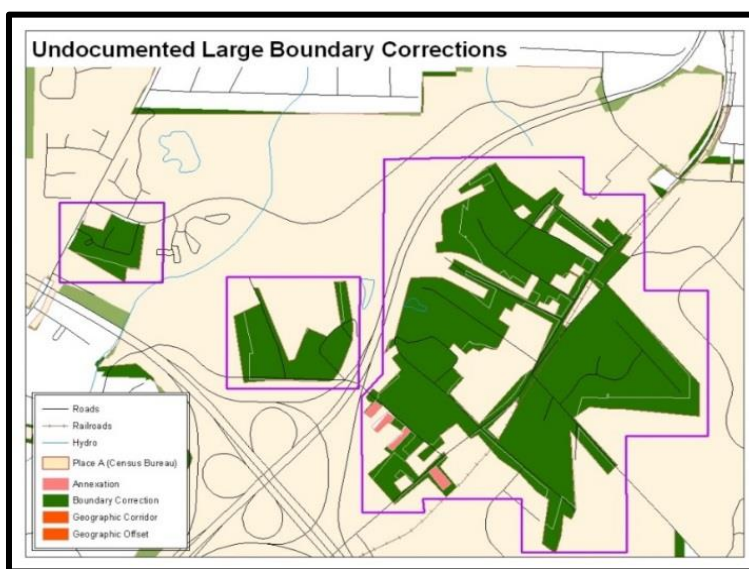 Undocumented Large Boundary Corrections
Roads
Railroads
Hydro
Place A (Census Bureau)
Annexation
Boundary Correction
Geographic Corridor
Geographic Offset